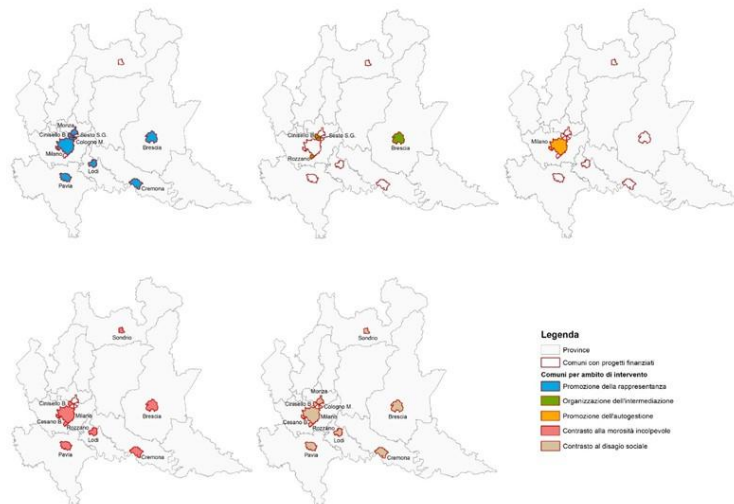 Monza
Cinisello B.
Sesto S.G.
Cologno M.
Milano
Brescia
Lodi
Pavia
Cremona
Cinisello B.
Sesto S.G.
Rozzano
Brescia
Milano
Sondrio
Cinisello B.
Milano
Cesano B.
Rozzano
Brescia
Lodi
Pavia
Cremona
Sondrio
Monza
Cinisello B.
Cologno M.
Milano
Cesano B.
Rozzano
Brescia
Lodi
Pavia
Cremona
Legenda
Province
Comuni con progetti finanziati
Comuni per ambito di intervento
Promozione della rappresentanza
Organizzazione dell'intermediazione
Promozione dell'autogestione
Contrasto alla morosità incolpevole
Contrasto al disagio sociale